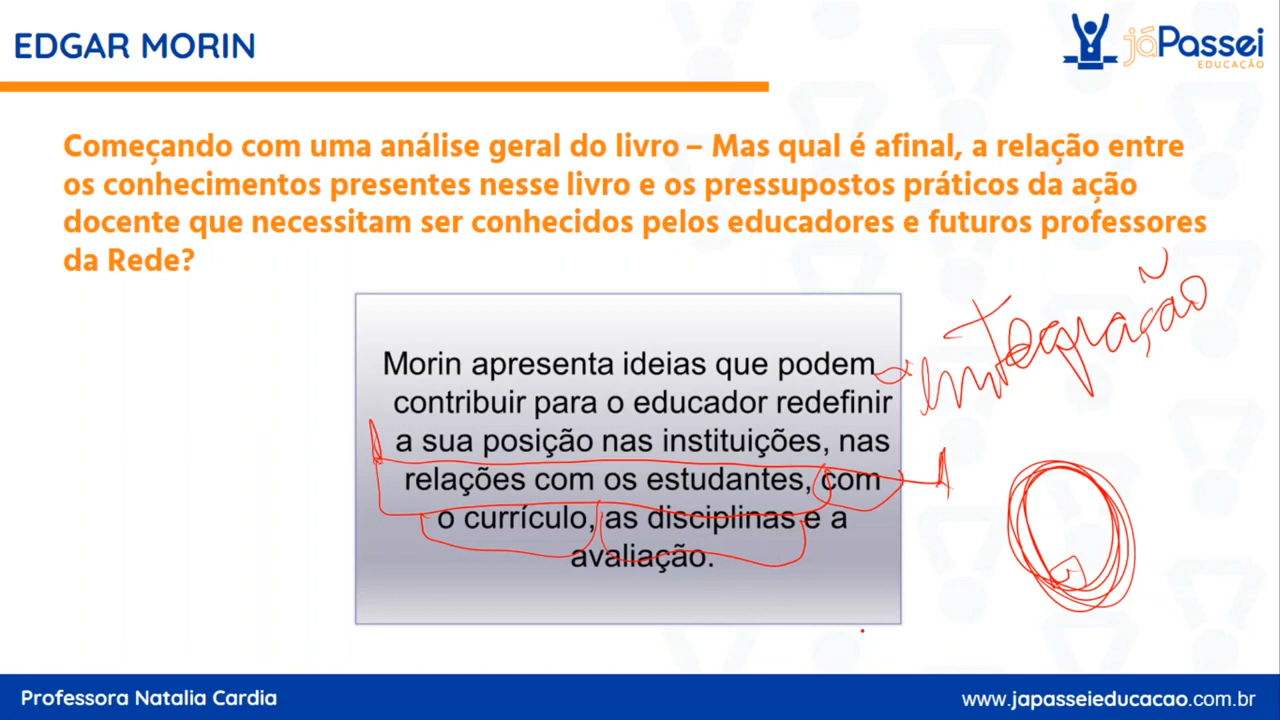 EDGAR MORIN
jáPassei
EDUCAÇÃO
Começando com uma análise geral do livro – Mas qual é afinal, a relação entre
os conhecimentos presentes nesse livro e os pressupostos práticos da ação
docente que necessitam ser conhecidos pelos educadores e futuros professores
da Rede?
Morin apresenta ideias que podem
contribuir para o educador redefinir
a sua posição nas instituições, nas
relações com os estudantes, com
o currículo, as disciplinas e a
avaliação.
integração
Professora Natalia Cardia
www.japasseieducacao.com.br